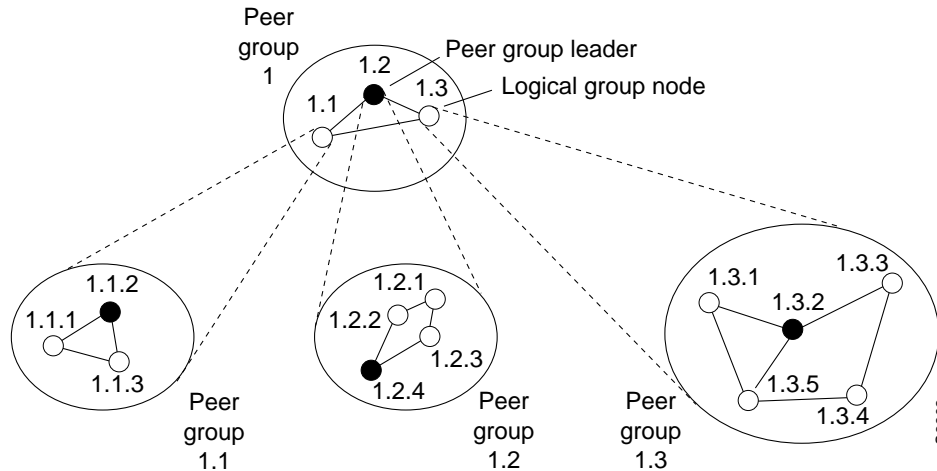 Peer
group
1
Peer group leader
Logical group node
1.2
1.3
1.1
1.1.2
1.1.1
1.1.3
Peer
group
1.1
1.2.1
1.2.2
1.2.3
1.2.4
Peer
group
1.2
1.3.1
1.3.3
1.3.2
1.3.5
1.3.4
Peer
group
1.3